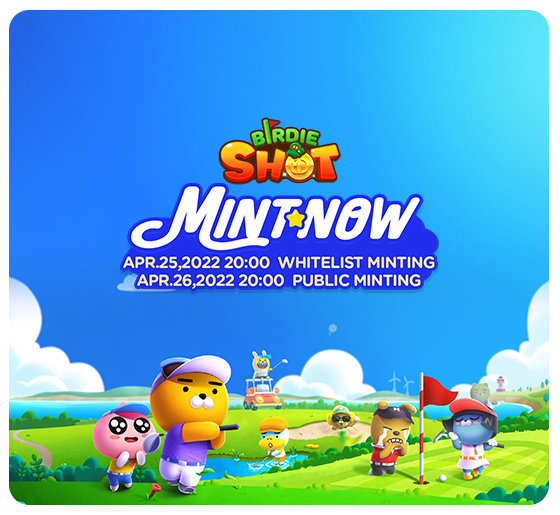 BIRDIE
SHOT
MINT NOW
APR.25,2022 20:00 WHITELIST MINTING
APR.26,2022 20:00 PUBLIC MINTING